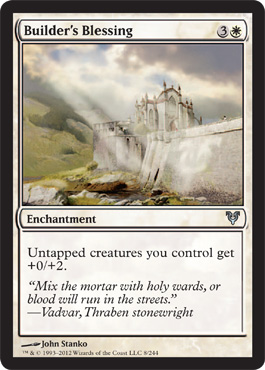 Builder's Blessing 3
Enchantment
Untapped creatures you control get
+0/+2.
“Mix the mortar with holy wards, or
blood will run in the streets.”
—Vadvar, Thraben stonewright
John Stanko
™ & © 1993–2012 Wizards of the Coast LLC 8/244